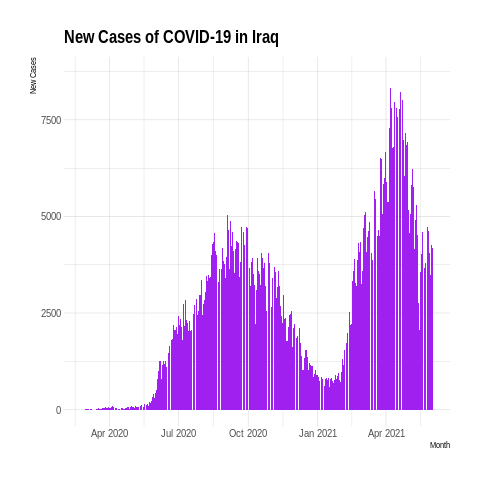 New Cases of COVID-19 in Iraq
New Cases
7500
5000
2500
0
Apr 2020 Jul 2020 Oct 2020 Jan 2021 Apr 2021
Month